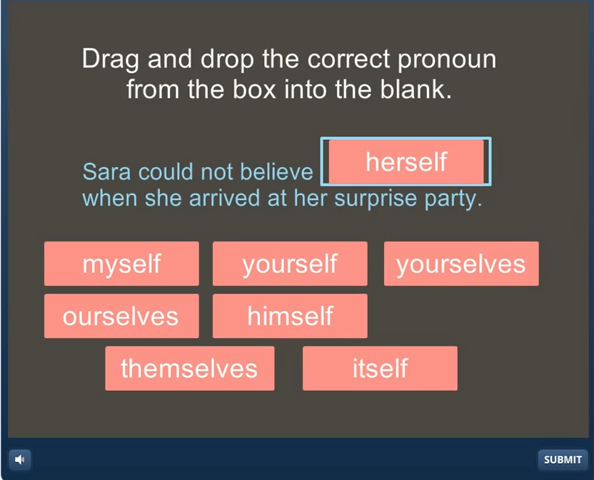 Drag and drop the correct pronoun
from the box into the blank.
Sara could not believe herself
when she arrived at her surprise party.
myself yourself yourselves
ourselves himself
themselves itself
SUBMIT